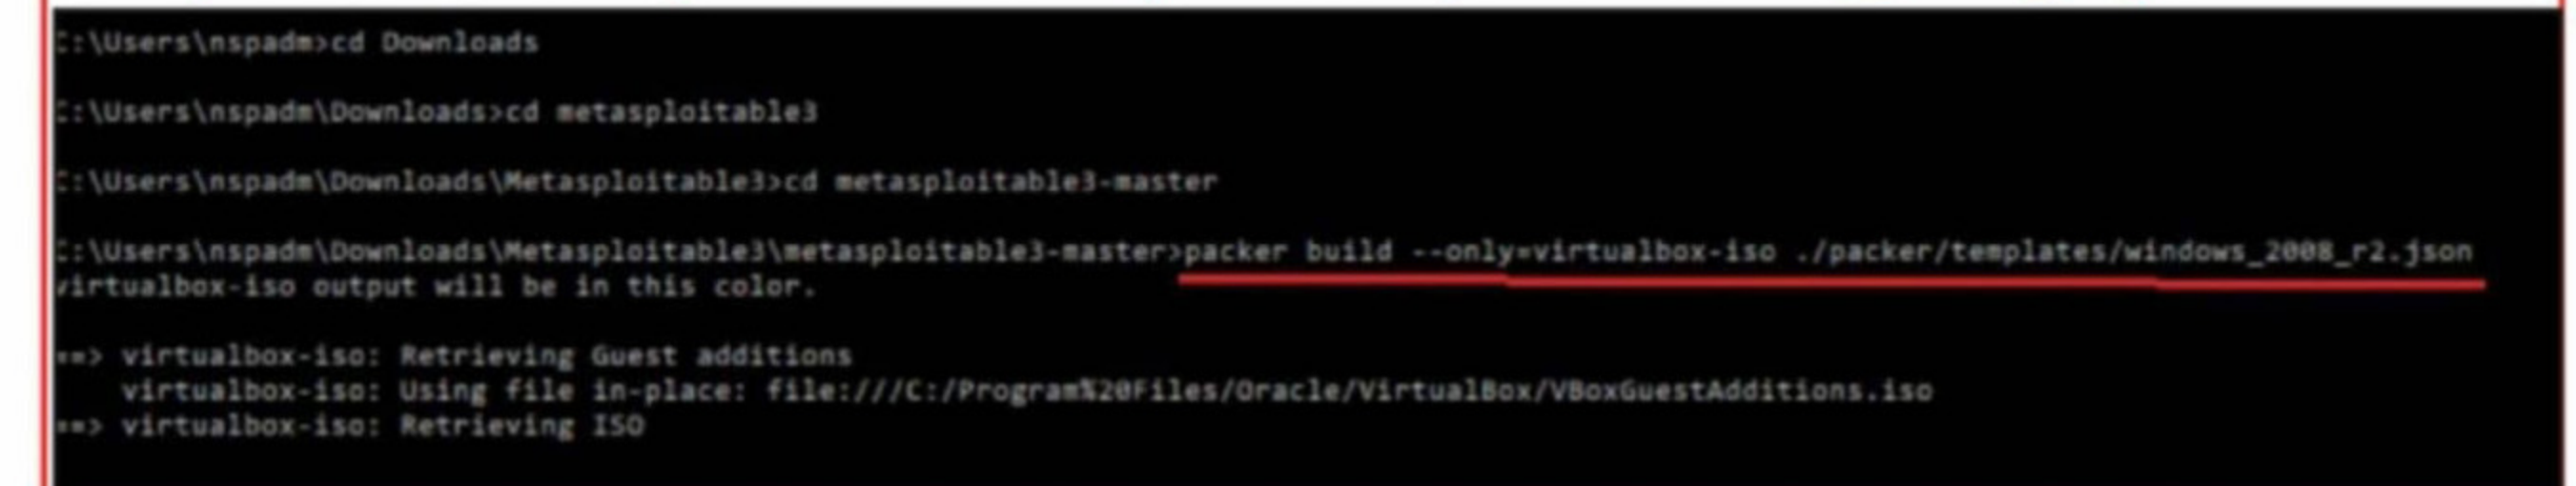 C:\Users\nspadm>cd Downloads
C:\Users\nspadm\Downloads>cd metasploitable3
C:\Users\nspadm\Downloads\Metasploitable3>cd metasploitable3-master
C:\Users\nspadm\Downloads\Metasploitable3\metasploitable3-master>packer build --only=virtualbox-iso ./packer/templates/windows_2008_r2.json
virtualbox-iso output will be in this color.
==> virtualbox-iso: Retrieving Guest additions
virtualbox-iso: Using file in-place: file:///C:/Program%20Files/Oracle/VirtualBox/VBoxGuestAdditions.iso
==> virtualbox-iso: Retrieving ISO